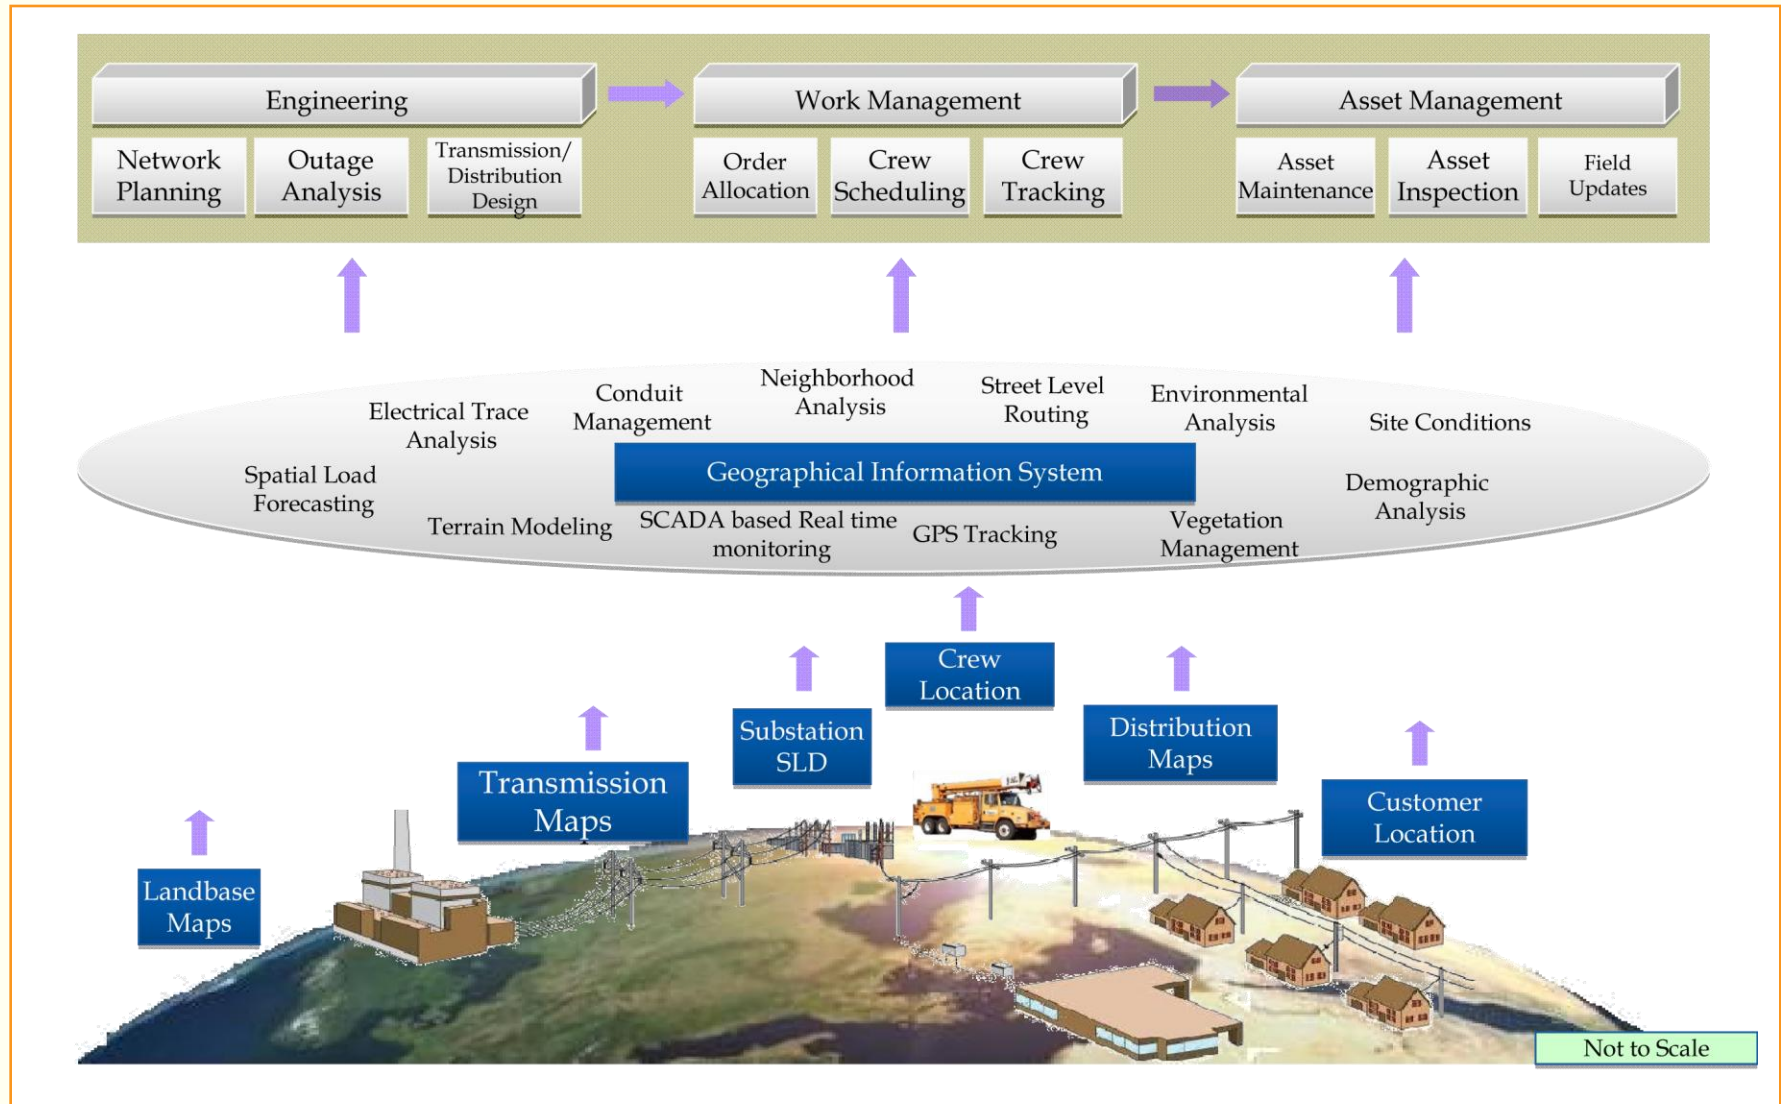 Engineering
Work Management
Asset Management
Network
Planning
Outage
Analysis
Transmission/
Distribution
Design
Order
Allocation
Crew
Scheduling
Crew
Tracking
Asset
Maintenance
Asset
Inspection
Field
Updates
Electrical Trace
Analysis
Conduit
Management
Neighborhood
Analysis
Street Level
Routing
Environmental
Analysis
Site Conditions
Geographical Information System
Spatial Load
Forecasting
Terrain Modeling
SCADA based Real time
monitoring
GPS Tracking
Vegetation
Management
Demographic
Analysis
Landbase
Maps
Transmission
Maps
Substation
SLD
Crew
Location
Distribution
Maps
Customer
Location
Not to Scale